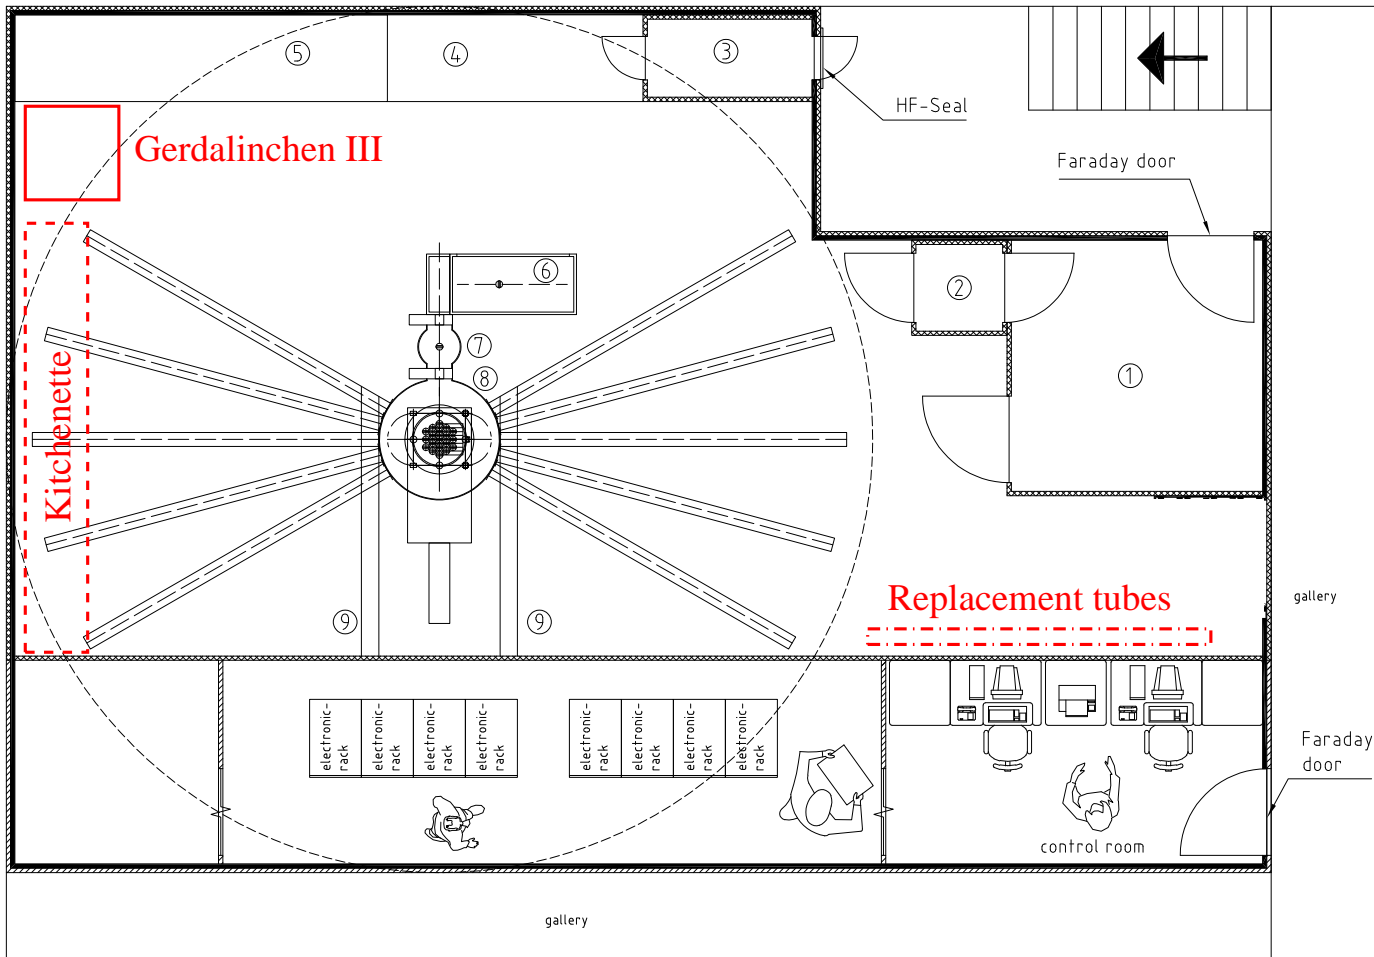 ⑤
④
③
HF-Seal
Gerdalinchen III
Faraday door
⑥
②
⑦
⑧
①
Kitchenette
⑨
⑨
Replacement tubes
gallery
electronic-
rack
electronic-
rack
electronic-
rack
electronic-
rack
electronic-
rack
electronic-
rack
electronic-
rack
electronic-
rack
Faraday
door
control room
gallery